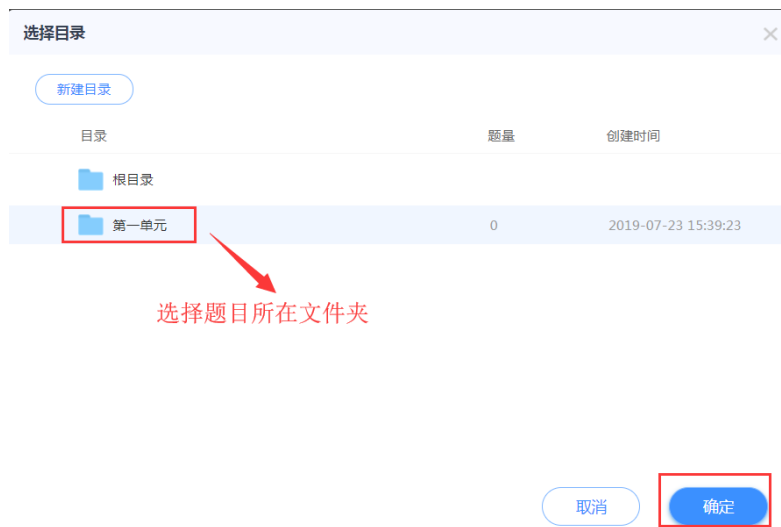 选择目录
新建目录
目录 题量 创建时间
根目录
第一单元 0 2019-07-23 15:39:23
选择题目所在文件夹
取消 确定